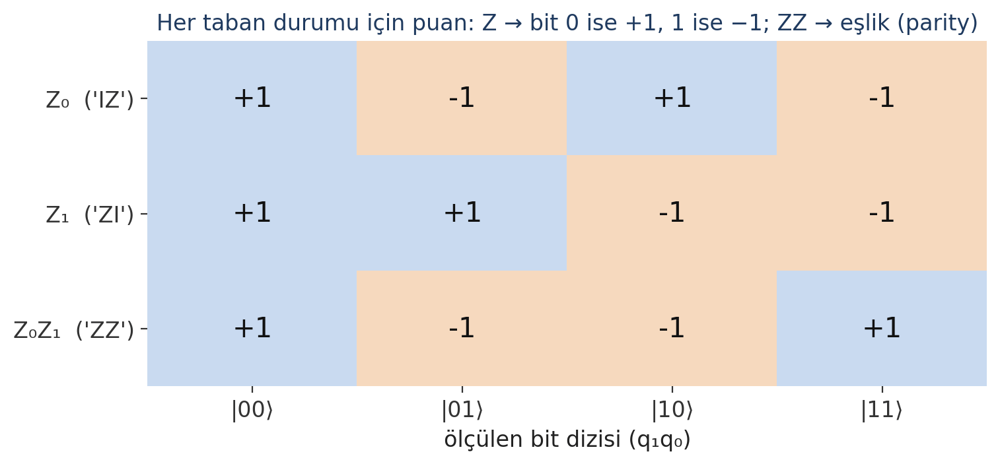 Her taban durumu için puan: Z → bit 0 ise +1, 1 ise −1; ZZ → eşlik (parity)
Z₀ ('IZ') +1 -1 +1 -1
Z₁ ('ZI') +1 +1 -1 -1
Z₀Z₁ ('ZZ') +1 -1 -1 +1
|00⟩ |01⟩ |10⟩ |11⟩
ölçülen bit dizisi (q₁q₀)